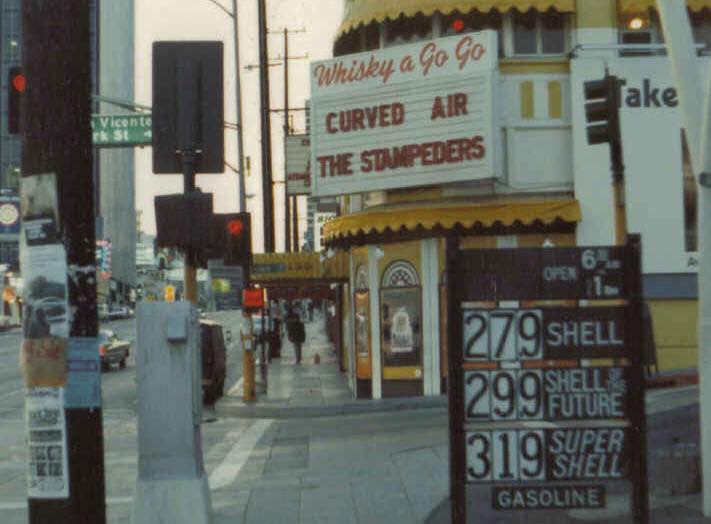 Whisky a Go Go
CURVED AIR
THE STAMPEDERS
Vicente
rk St
Take
OPEN 6
1
279 SHELL
299 SHELL
FUTURE
319 SUPER
SHELL
GASOLINE